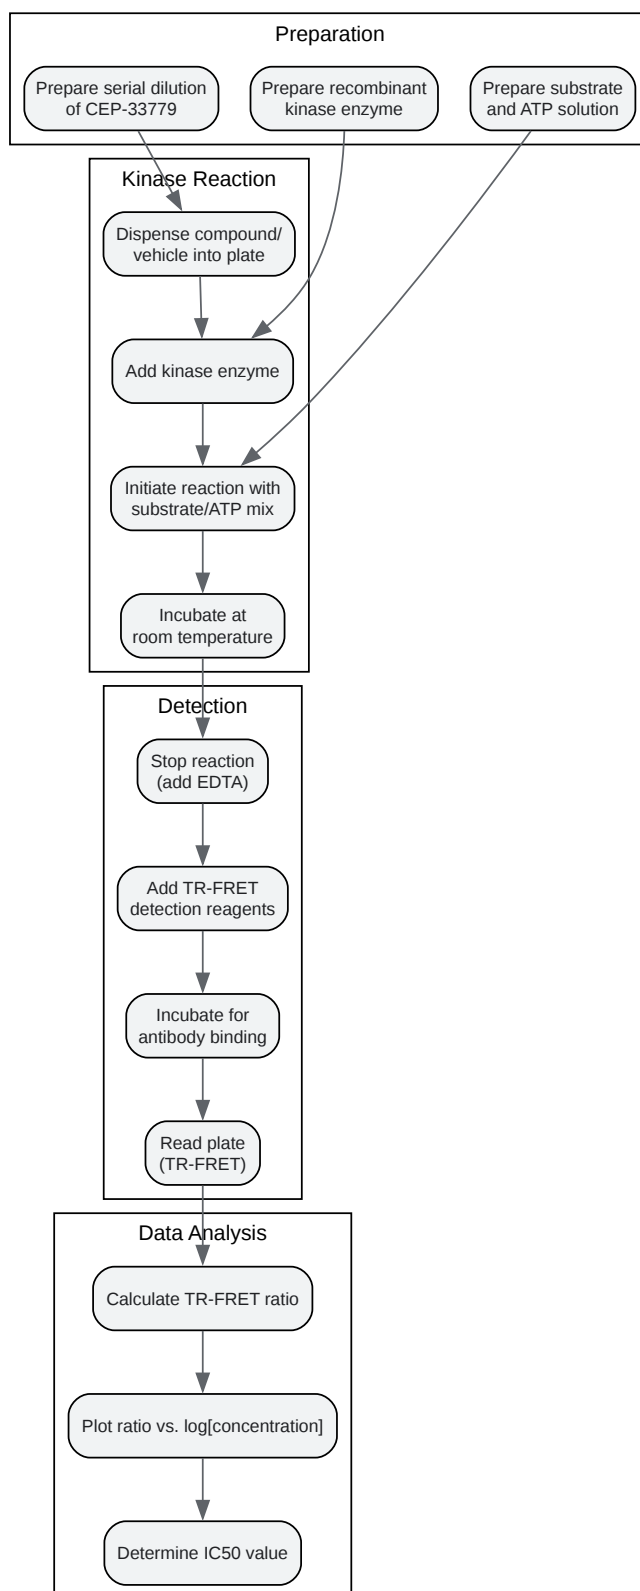 Preparation
Prepare serial dilution
of CEP-33779
Prepare recombinant
kinase enzyme
Prepare substrate
and ATP solution
Kinase Reaction
Dispense compound/
vehicle into plate
Add kinase enzyme
Initiate reaction with
substrate/ATP mix
Incubate at
room temperature
Detection
Stop reaction
(add EDTA)
Add TR-FRET
detection reagents
Incubate for
antibody binding
Read plate
(TR-FRET)
Data Analysis
Calculate TR-FRET ratio
Plot ratio vs. log[concentration]
Determine IC50 value